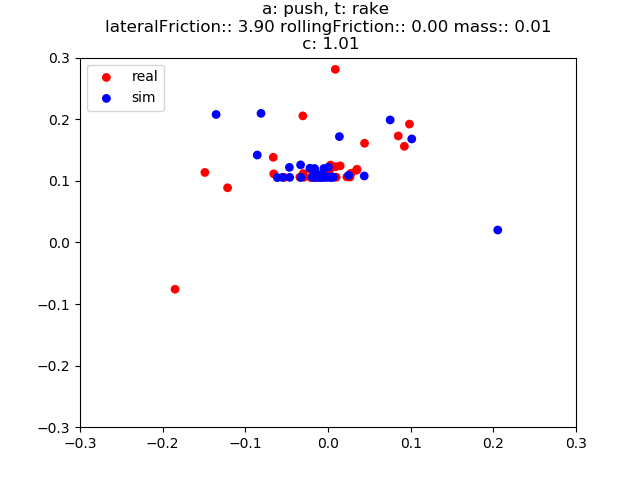 a: push, t: rake
lateralFriction:: 3.90 rollingFriction:: 0.00 mass:: 0.01
c: 1.01
real
sim
0.3
0.2
0.1
0.0
−0.1
−0.2
−0.3
−0.3
−0.2
−0.1
0.0
0.1
0.2
0.3